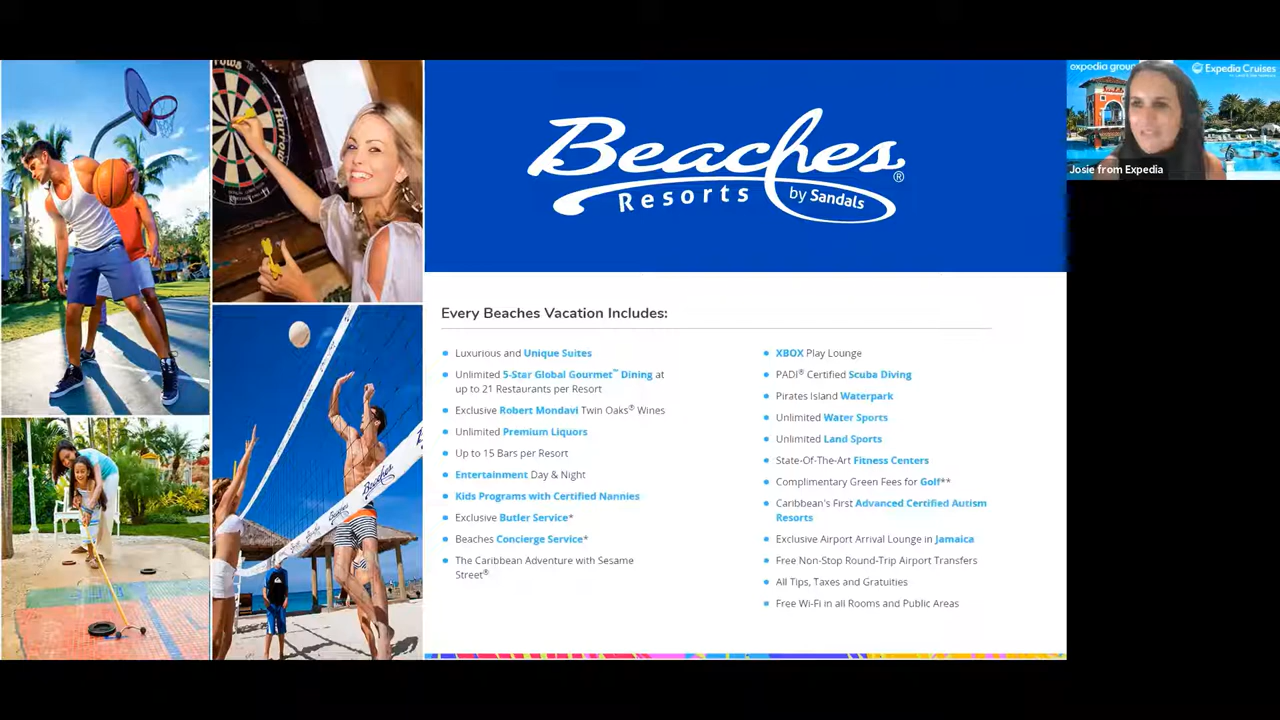 Beaches®
Resorts by Sandals
Every Beaches Vacation Includes:
Luxurious and Unique Suites
Unlimited 5-Star Global Gourmet™ Dining at
up to 21 Restaurants per Resort
Exclusive Robert Mondavi Twin Oaks® Wines
Unlimited Premium Liquors
Up to 15 Bars per Resort
Entertainment Day & Night
Kids Programs with Certified Nannies
Exclusive Butler Service*
Beaches Concierge Service*
The Caribbean Adventure with Sesame
Street®
XBOX Play Lounge
PADI® Certified Scuba Diving
Pirates Island Waterpark
Unlimited Water Sports
Unlimited Land Sports
State-Of-The-Art Fitness Centers
Complimentary Green Fees for Golf**
Caribbean's First Advanced Certified Autism
Resorts
Exclusive Airport Arrival Lounge in Jamaica
Free Non-Stop Round-Trip Airport Transfers
All Tips, Taxes and Gratuities
Free Wi-Fi in all Rooms and Public Areas
expedia grou
Expedia Cruises
Josie from Expedia
Harrows
Beaches
Beaches